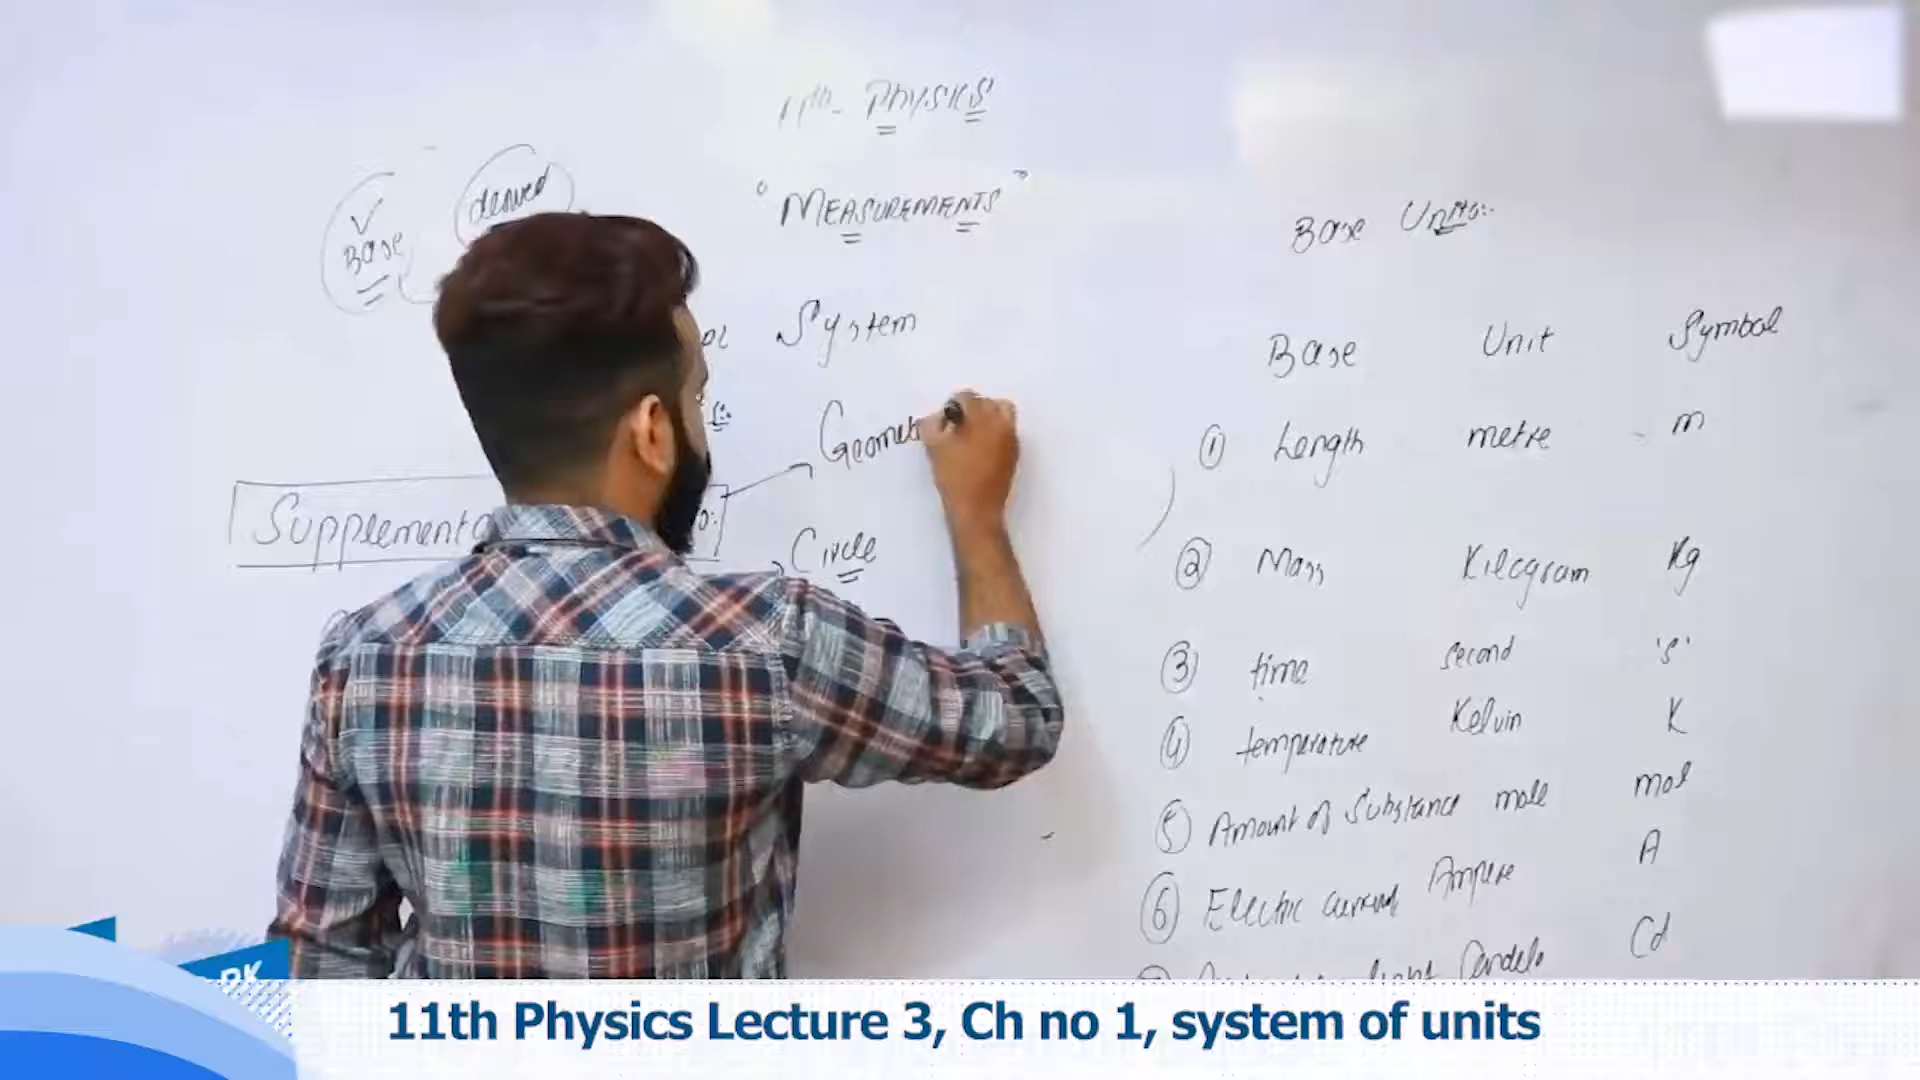 11th - Physics
"MEASUREMENTS"
Base
derived
System
Geomet
Supplementa
Circle
Base Units:-
Base Unit Symbol
① Length metre m
② Mass Kilogram Kg
③ time second 's'
④ temperature Kelvin K
⑤ Amount of Substance mole mol
⑥ Electric current Ampere A
light Candela Cd
PK
11th Physics Lecture 3, Ch no 1, system of units